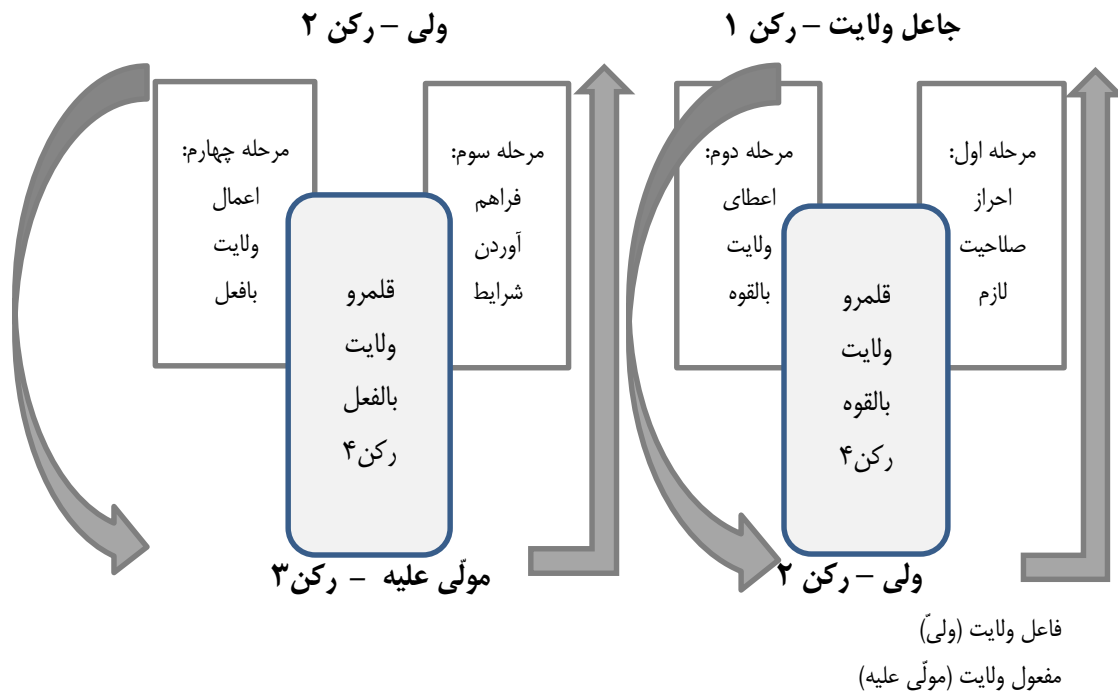 جاعل ولایت – رکن ۱
ولی – رکن ۲
مرحله اول:
احراز
صلاحیت
لازم
مرحله دوم:
اعطای
ولایت
بالقوه
قلمرو
ولایت
بالقوه
رکن۴
ولی – رکن ۲
مرحله سوم:
فراهم
آوردن
شرایط
مرحله چهارم:
اعمال
ولایت
بافعل
قلمرو
ولایت
بالفعل
رکن۴
مولّی علیه – رکن۳
فاعل ولایت (ولیّ)
مفعول ولایت (مولّی علیه)